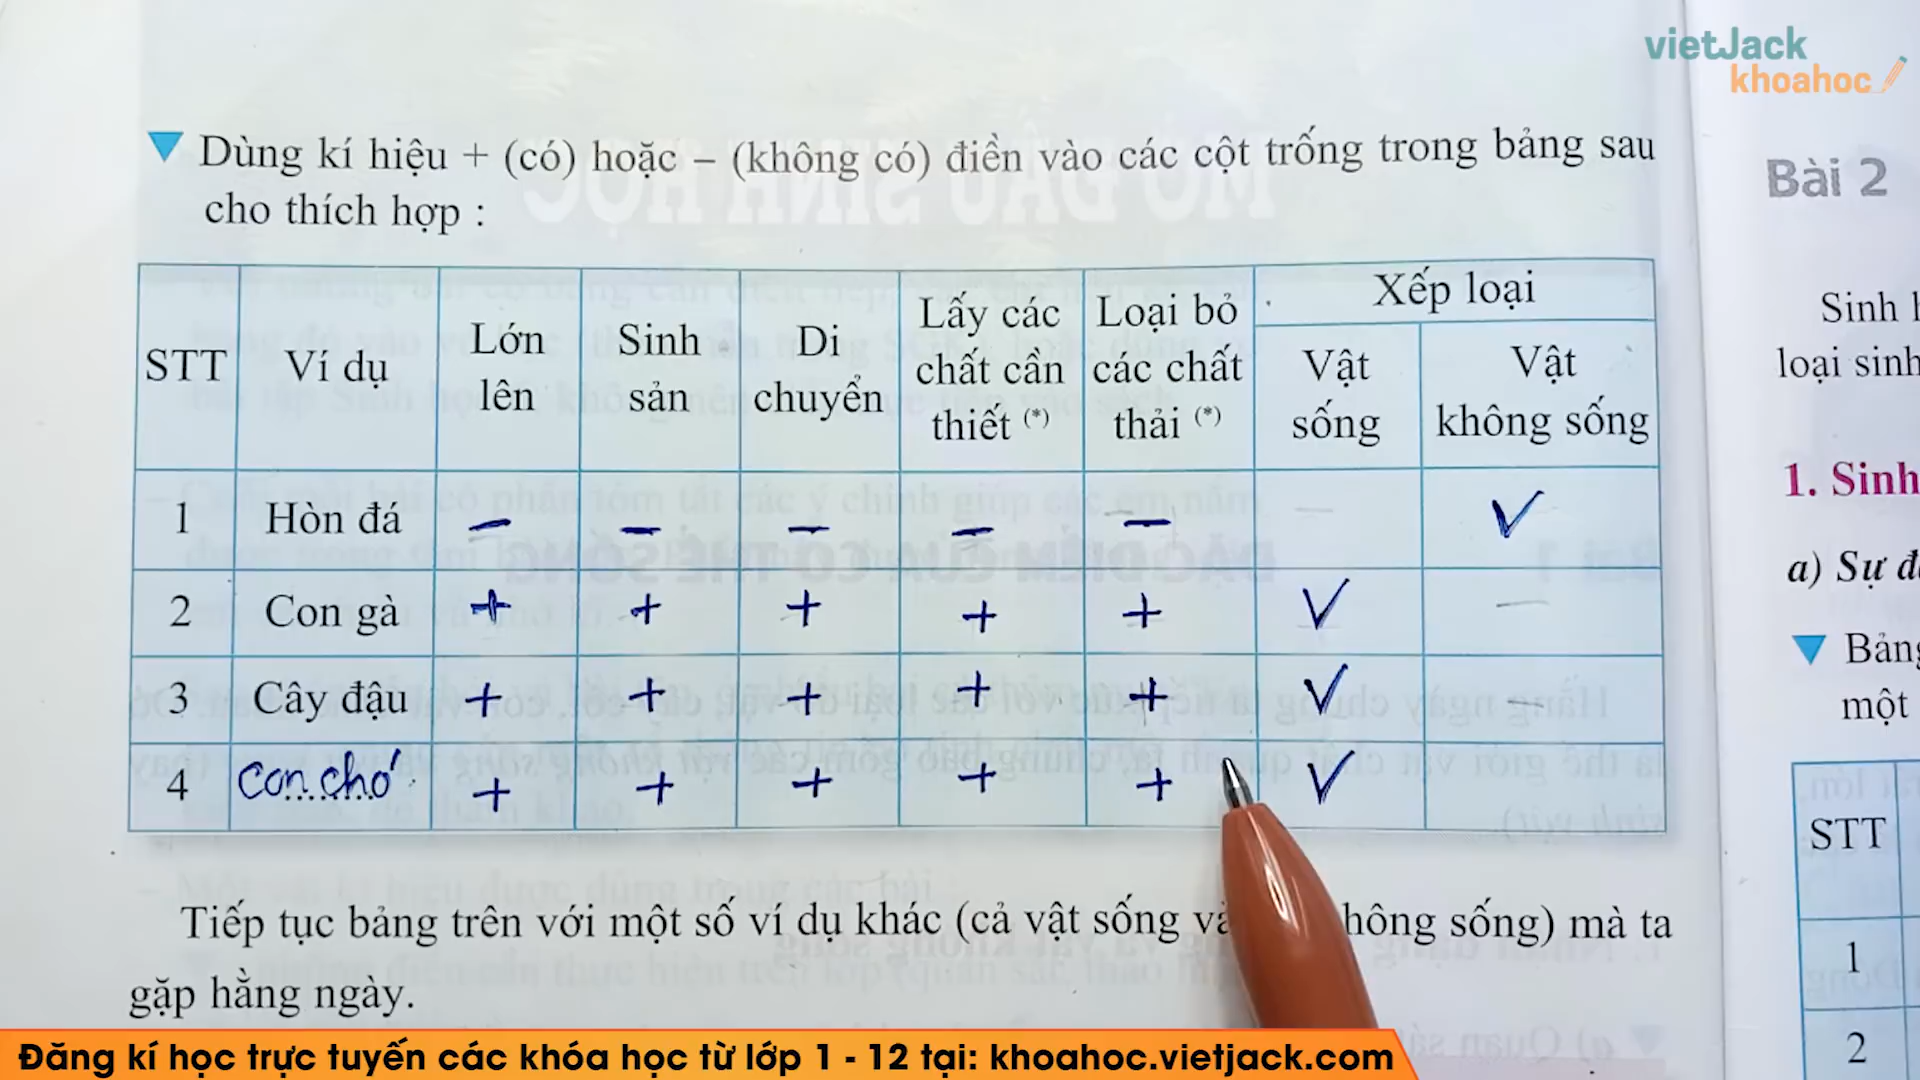 vietJack
khoahoc
▼ Dùng kí hiệu + (có) hoặc – (không có) điền vào các cột trống trong bảng sau
cho thích hợp :
STT Ví dụ Lớn lên Sinh sản Di chuyển Lấy các chất cần thiết (*) Loại bỏ các chất thải (*) Xếp loại
Vật sống Vật không sống
1 Hòn đá – – – – – ✓
2 Con gà + + + + + ✓
3 Cây đậu + + + + + ✓
4 Con chó + + + + + ✓
Tiếp tục bảng trên với một số ví dụ khác (cả vật sống hông sống) mà ta
gặp hằng ngày.
Bài 2
Sinh
loại sinh
1. Sinh
a) Sự
▼ Bảng
một
STT
1
2
Đăng kí học trực tuyến các khóa học từ lớp 1 - 12 tại: khoahoc.vietjack.com